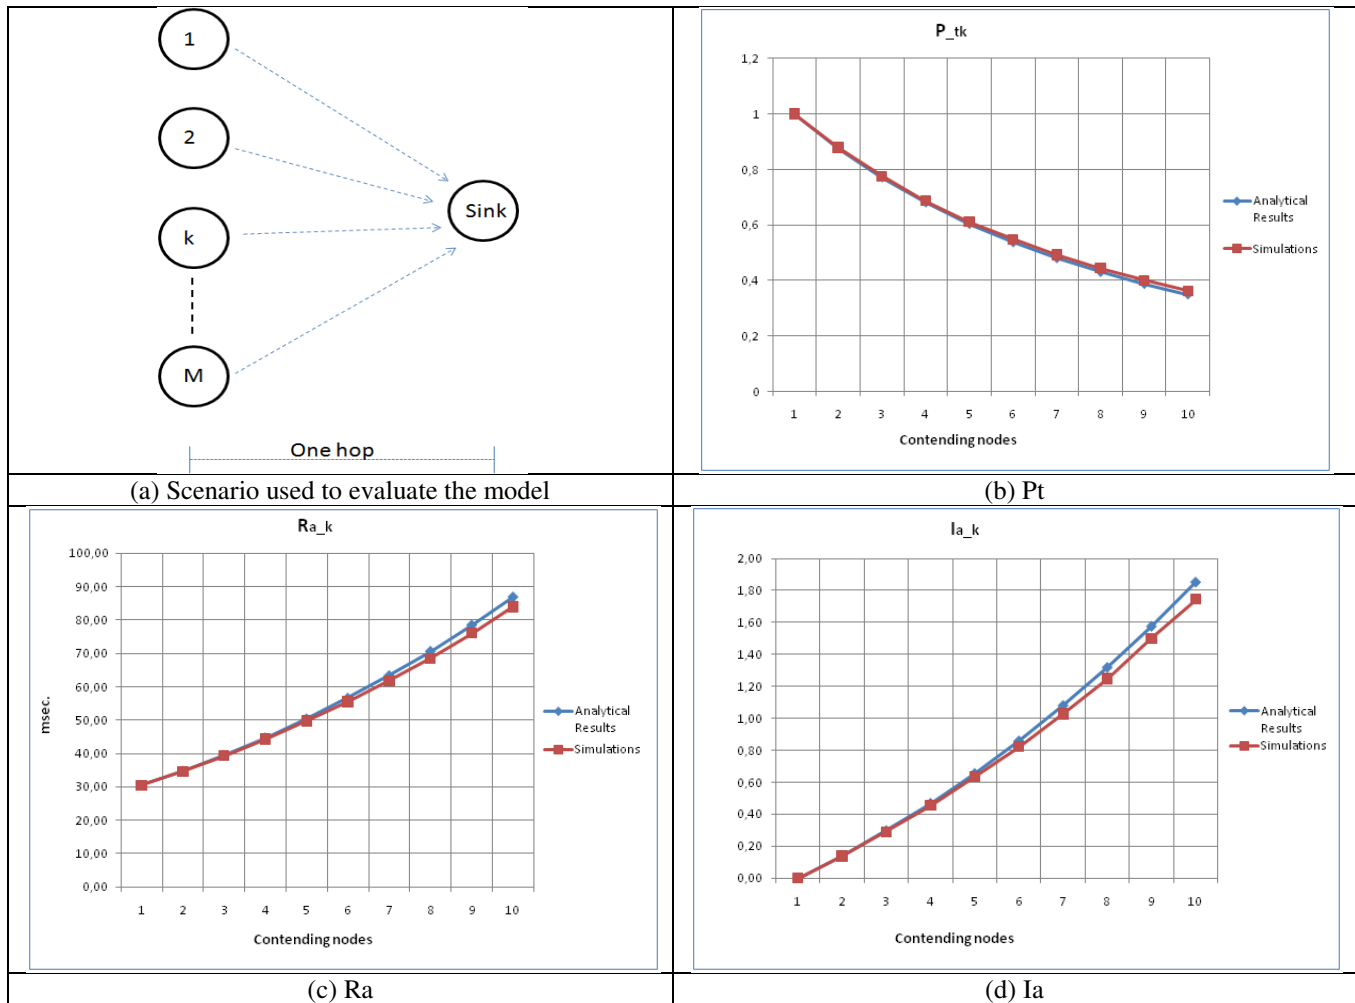 1
2
k
M
Sink
One hop
(a) Scenario used to evaluate the model
P_tk
1,2
1
0,8
0,6
0,4
0,2
0
1 2 3 4 5 6 7 8 9 10
Contending nodes
Analytical
Results
Simulations
(b) Pt
Ra_k
100,00
90,00
80,00
70,00
60,00
50,00
40,00
30,00
20,00
10,00
0,00
msec.
1 2 3 4 5 6 7 8 9 10
Contending nodes
Analytical
Results
Simulations
(c) Ra
Ia_k
2,00
1,80
1,60
1,40
1,20
1,00
0,80
0,60
0,40
0,20
0,00
1 2 3 4 5 6 7 8 9 10
Contending nodes
Analytical
Results
Simulations
(d) Ia